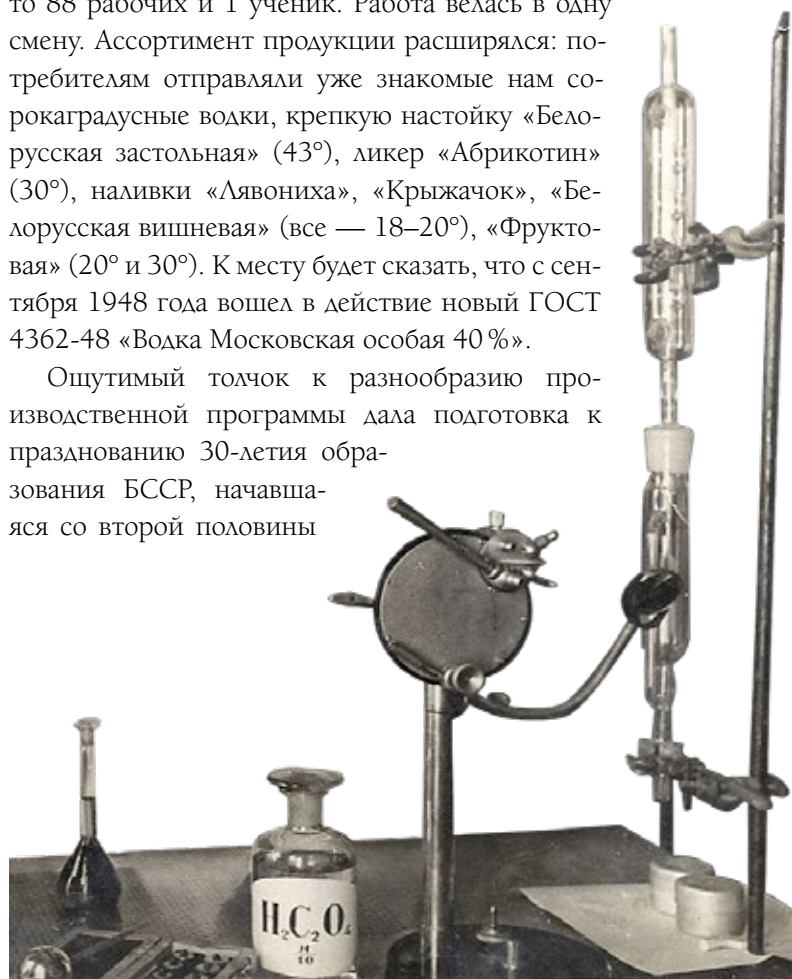 то 88 рабочих и 1 ученик. Работа велась в одну
смену. Ассортимент продукции расширялся: по-
требителям отправляли уже знакомые нам со-
рокаградусные водки, крепкую настойку «Бело-
русская застольная» (43°), ликер «Абрикотин»
(30°), наливки «Лявониха», «Крыжачок», «Бе-
лорусская вишневая» (все — 18–20°), «Фрукто-
вая» (20° и 30°). К месту будет сказать, что с сен-
тября 1948 года вошел в действие новый ГОСТ
4362-48 «Водка Московская особая 40 %».
Ощутимый толчок к разнообразию про-
изводственной программы дала подготовка к
празднованию 30-летия обра-
зования БССР, начавша-
яся со второй половины
H₂C₂O₄
N
10